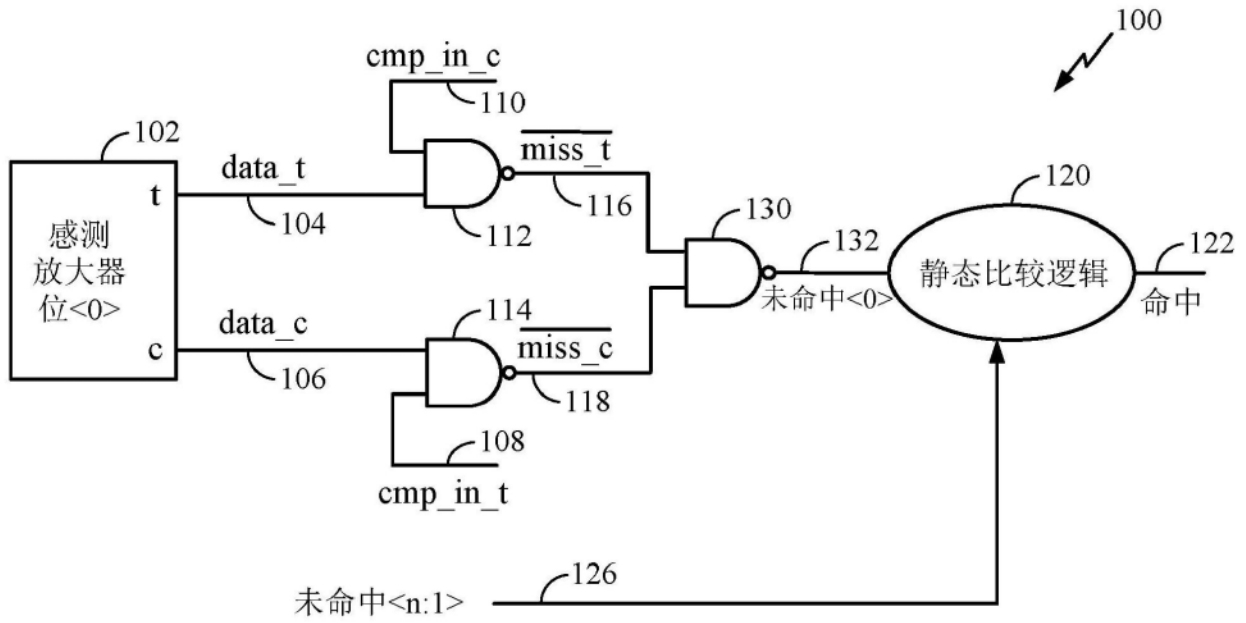 100
cmp_in_c
110
102
data_t
miss_t
120
t
104
112
116
130
132
122
感测
放大器
位<0>
静态比较逻辑
未命中<0>
命中
data_c
114
miss_c
c
106
118
108
cmp_in_t
126
未命中<n:1>